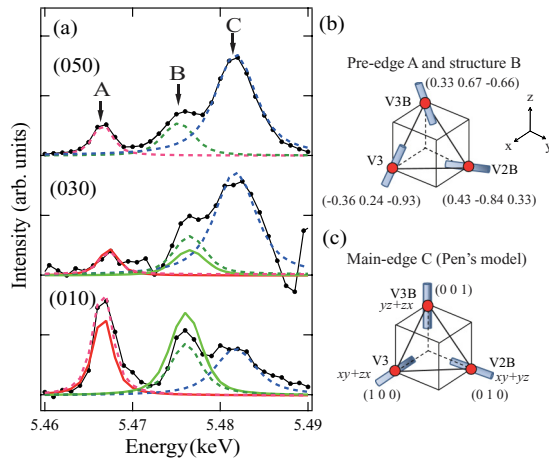 (a)
(050)
A
B
C
(030)
(010)
Intensity (arb. units)
5.46
5.47
5.48
5.49
Energy(keV)
(b)
Pre-edge A and structure B
(0.33 0.67 -0.66)
V3B
V3
V2B
(-0.36 0.24 -0.93)
(0.43 -0.84 0.33)
z
x
y
(c)
Main-edge C (Pen's model)
V3B
(0 0 1)
yz+zx
V3
V2B
xy+zx
xy+yz
(1 0 0)
(0 1 0)